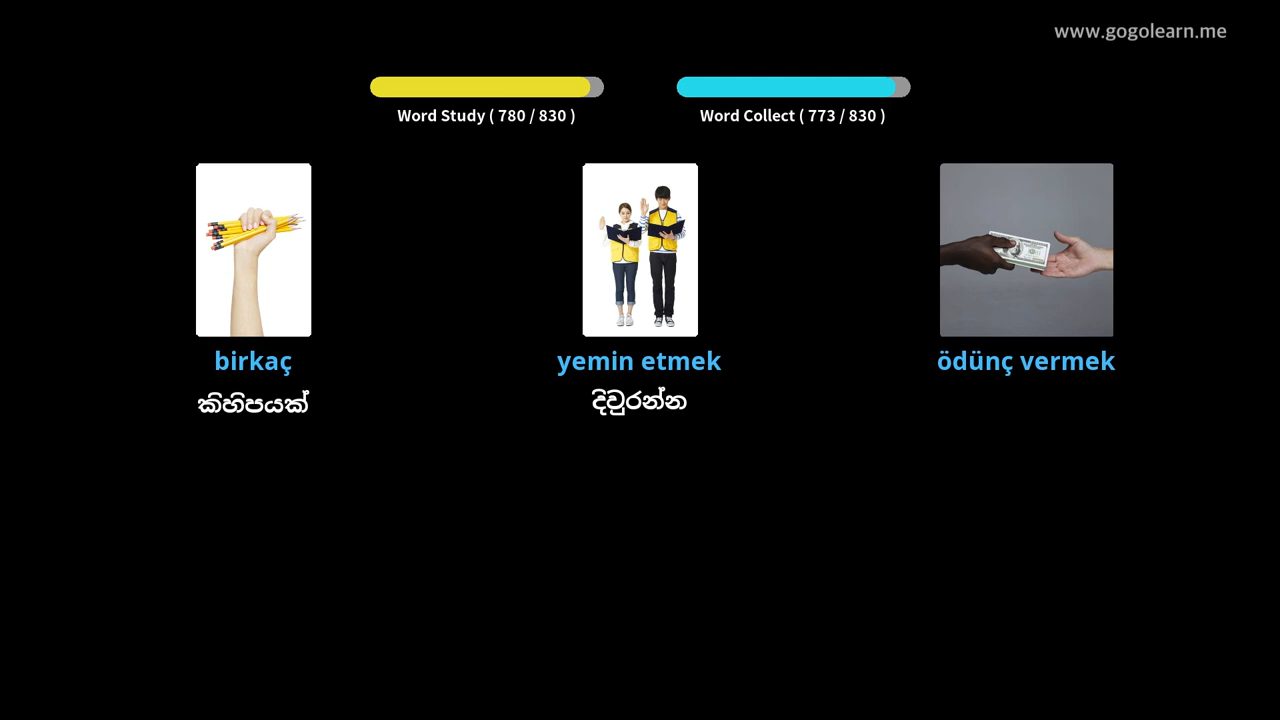 www.gogolearn.me
Word Study ( 780 / 830 )
Word Collect ( 773 / 830 )
birkaç
yemin etmek
ödünç vermek
කිහිපයක්
දිවුරන්න